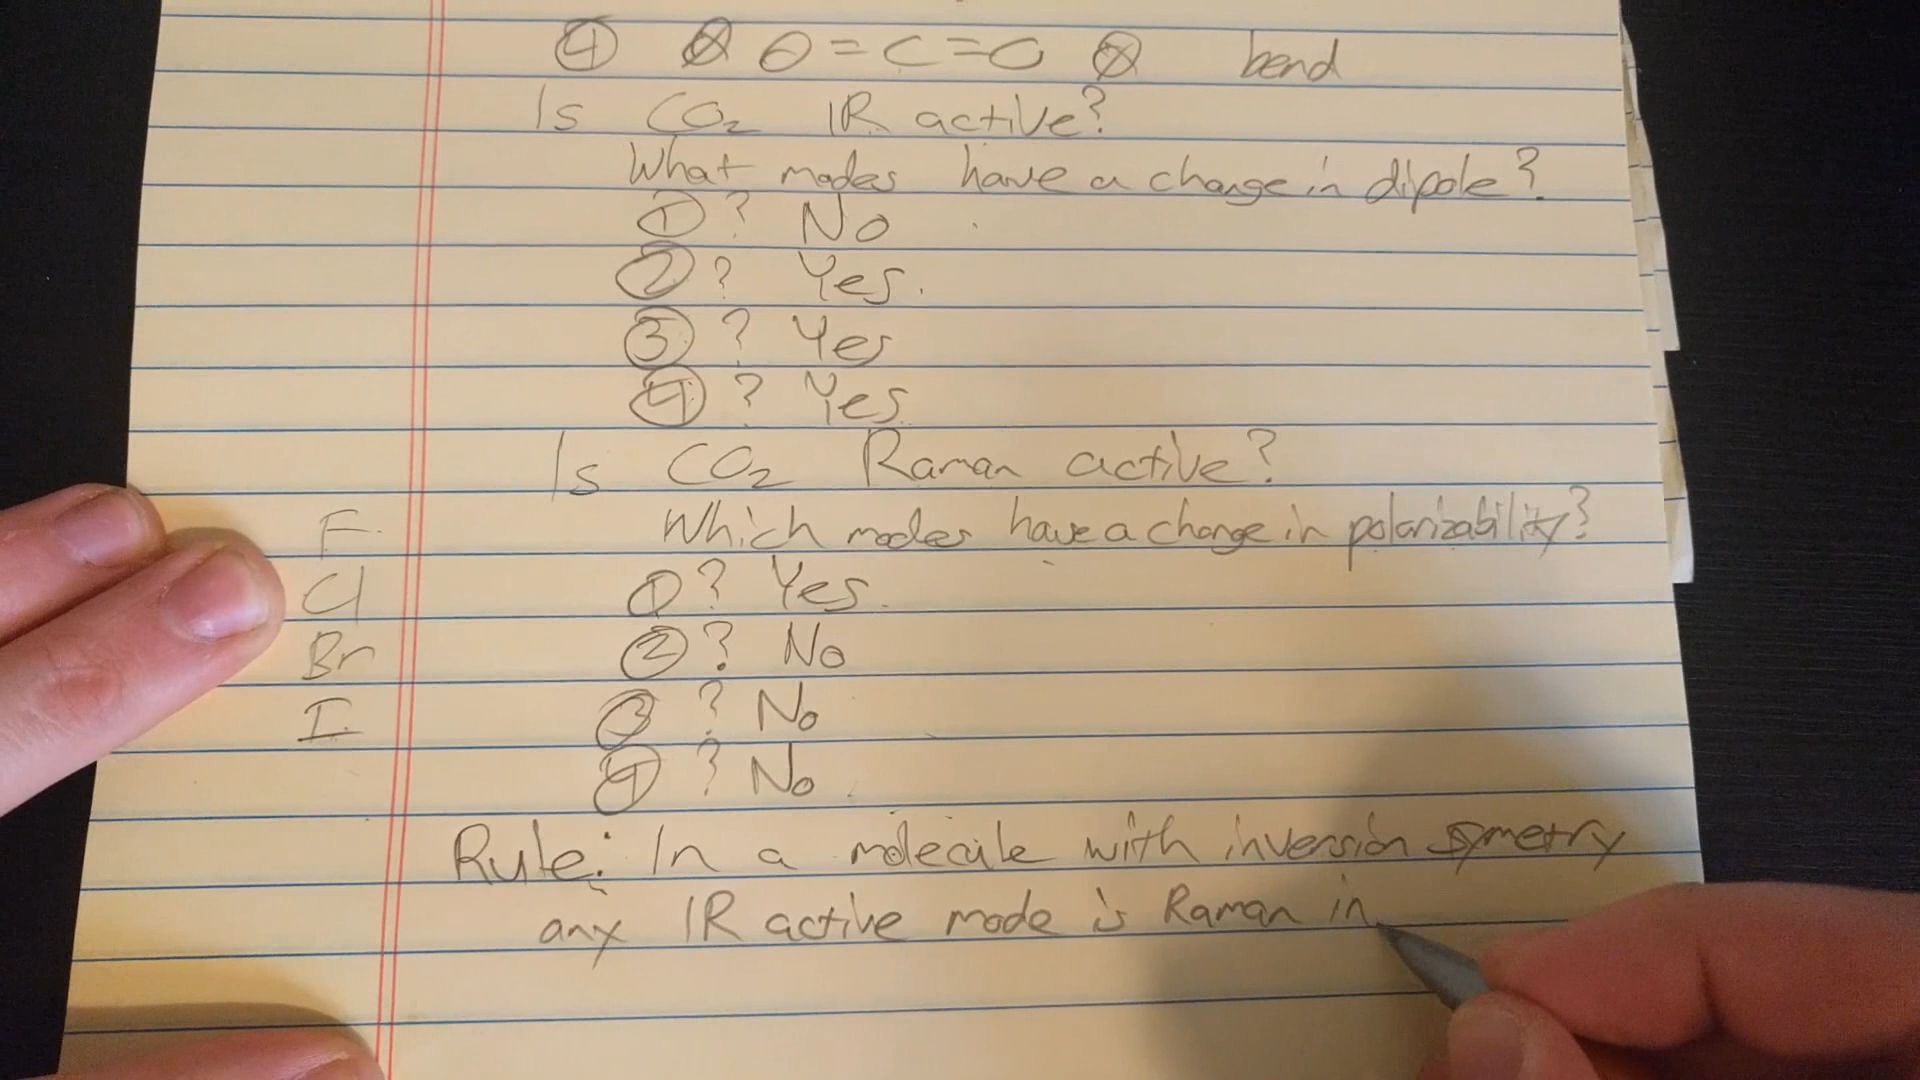 ④ ⊗ O=C=O ⊗ bend
Is CO₂ IR active?
What modes have a change in dipole?
①? No
②? Yes.
③? Yes
④? Yes.
Is CO₂ Raman active?
Which modes have a change in polarizability?
①? Yes.
②? No
③? No
④? No.
F
Cl
Br
I
Rule: In a molecule with inversion symetry
any IR active mode is Raman in